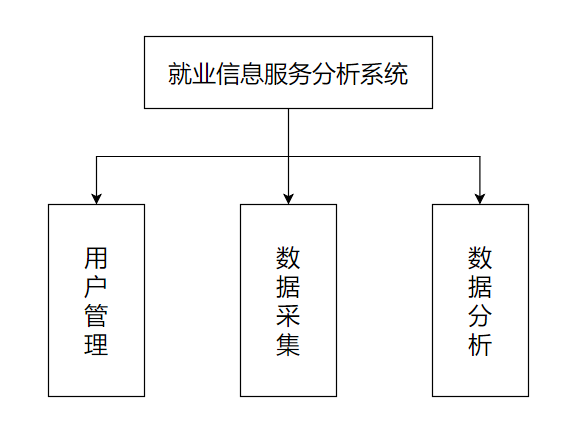 就业信息服务分析系统
用户管理
数据采集
数据分析